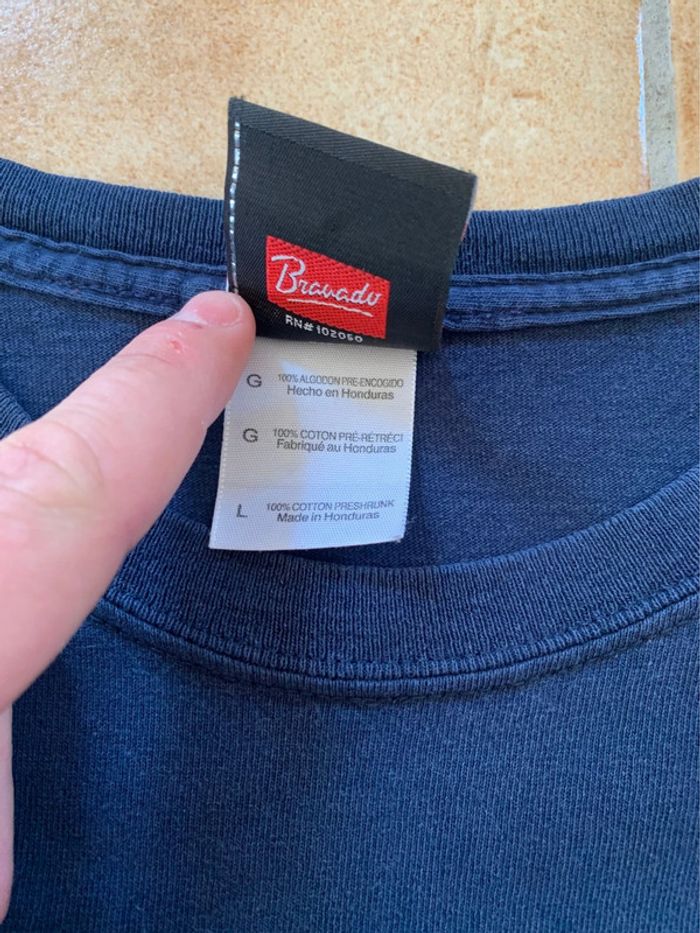 Bravado
RN#102060
G 100% ALGODON PRE-ENCOGIDO
Hecho en Honduras
G 100% COTON PRÉ-RÉTRÉCI
Fabriqué au Honduras
L 100% COTTON PRESHRUNK
Made in Honduras